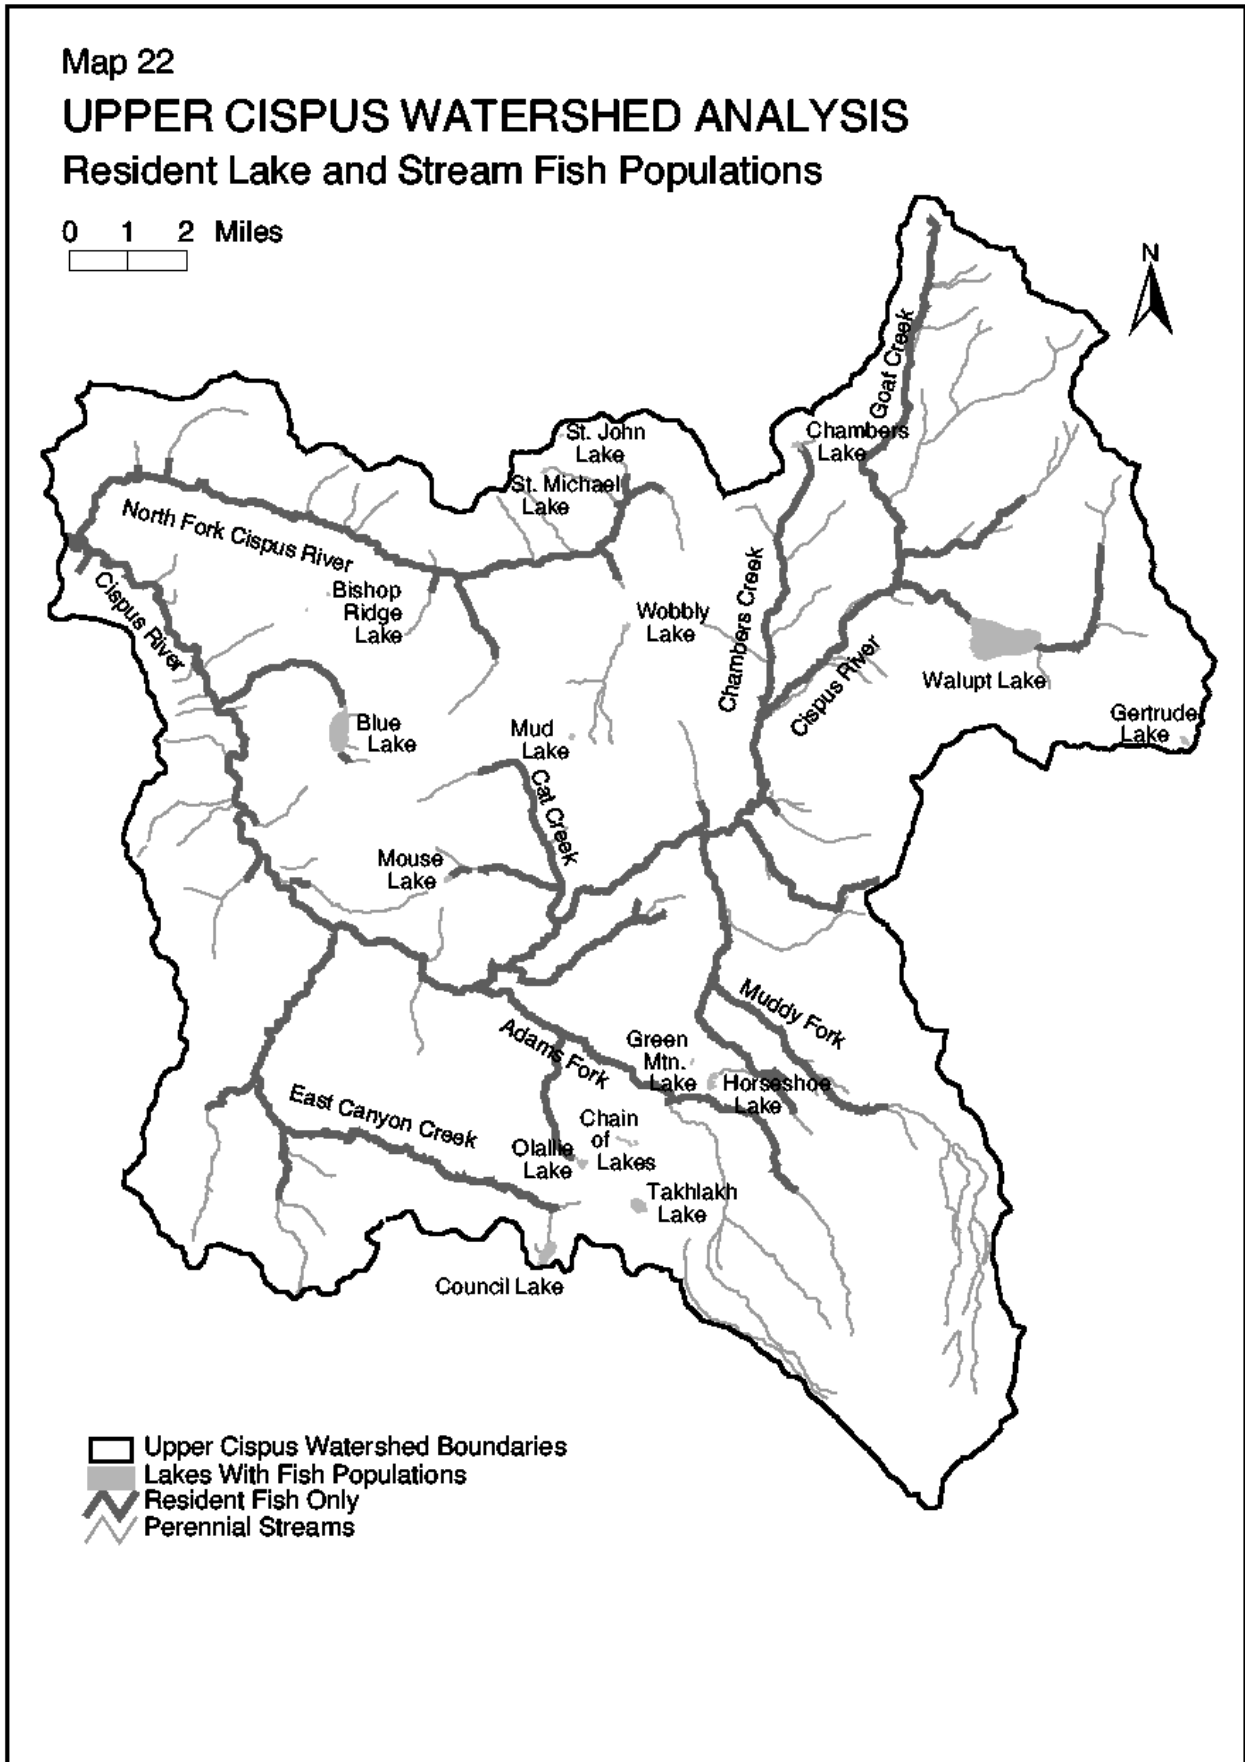 Map 22
UPPER CISPUS WATERSHED ANALYSIS
Resident Lake and Stream Fish Populations
0 1 2 Miles
N
Goaf Creek
Chambers
Lake
St. John
Lake
St. Michael
Lake
North Fork Cispus River
Cispus River
Bishop
Ridge
Lake
Wobbly
Lake
Chambers Creek
Cispus River
Walupt Lake
Gertrude
Lake
Blue
Lake
Mud
Lake
Cat Creek
Mouse
Lake
Muddy Fork
Adams Fork
Green
Mtn.
Lake
Horseshoe
Lake
East Canyon Creek
Chain
of
Lakes
Olallie
Lake
Takhlakh
Lake
Council Lake
Upper Cispus Watershed Boundaries
Lakes With Fish Populations
Resident Fish Only
Perennial Streams